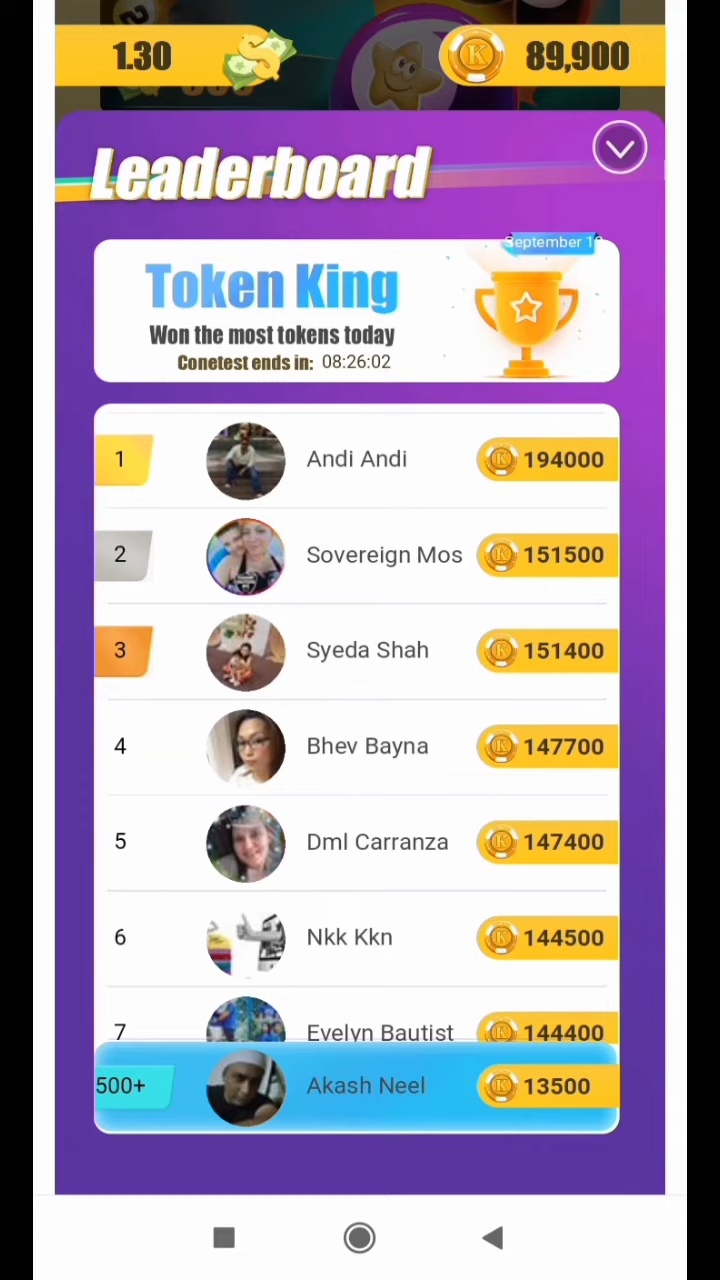 1.30
89,900
Leaderboard
September 1
Token King
Won the most tokens today
Conetest ends in: 08:26:02
1 Andi Andi 194000
2 Sovereign Mos 151500
3 Syeda Shah 151400
4 Bhev Bayna 147700
5 Dml Carranza 147400
6 Nkk Kkn 144500
7 Evelyn Bautist 144400
500+ Akash Neel 13500